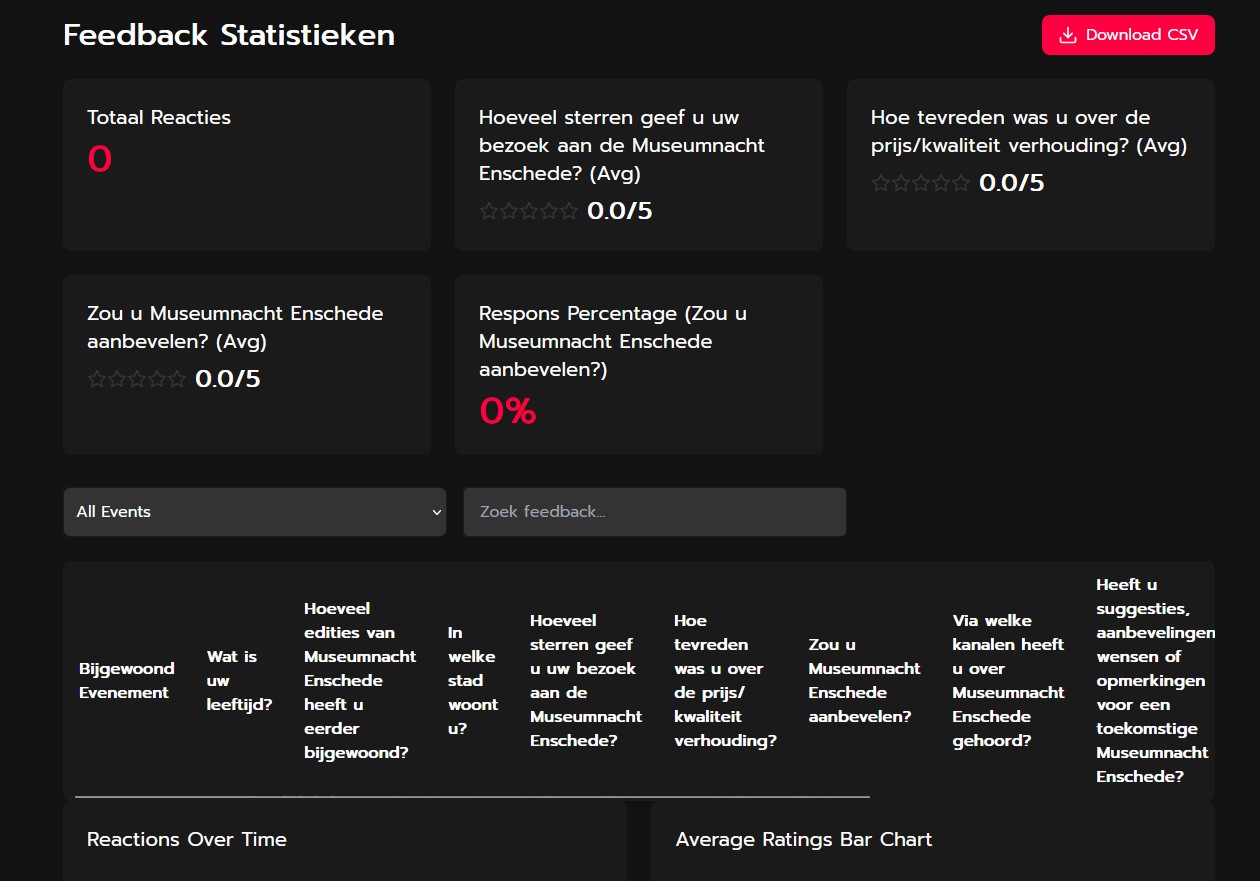 Feedback Statistieken
Download CSV
Totaal Reacties
0
Hoeveel sterren geef u uw
bezoek aan de Museumnacht
Enschede? (Avg)
0.0/5
Hoe tevreden was u over de
prijs/kwaliteit verhouding? (Avg)
0.0/5
Zou u Museumnacht Enschede
aanbevelen? (Avg)
0.0/5
Respons Percentage (Zou u
Museumnacht Enschede
aanbevelen?)
0%
All Events
Zoek feedback...
Bijgewoond
Evenement
Wat is
uw
leeftijd?
Hoeveel
edities van
Museumnacht
Enschede
heeft u
eerder
bijgewoond?
In
welke
stad
woont
u?
Hoeveel
sterren geef
u uw bezoek
aan de
Museumnacht
Enschede?
Hoe
tevreden
was u over
de prijs/
kwaliteit
verhouding?
Zou u
Museumnacht
Enschede
aanbevelen?
Via welke
kanalen heeft
u over
Museumnacht
Enschede
gehoord?
Heeft u
suggesties,
aanbevelingen
wensen of
opmerkingen
voor een
toekomstige
Museumnacht
Enschede?
Reactions Over Time
Average Ratings Bar Chart